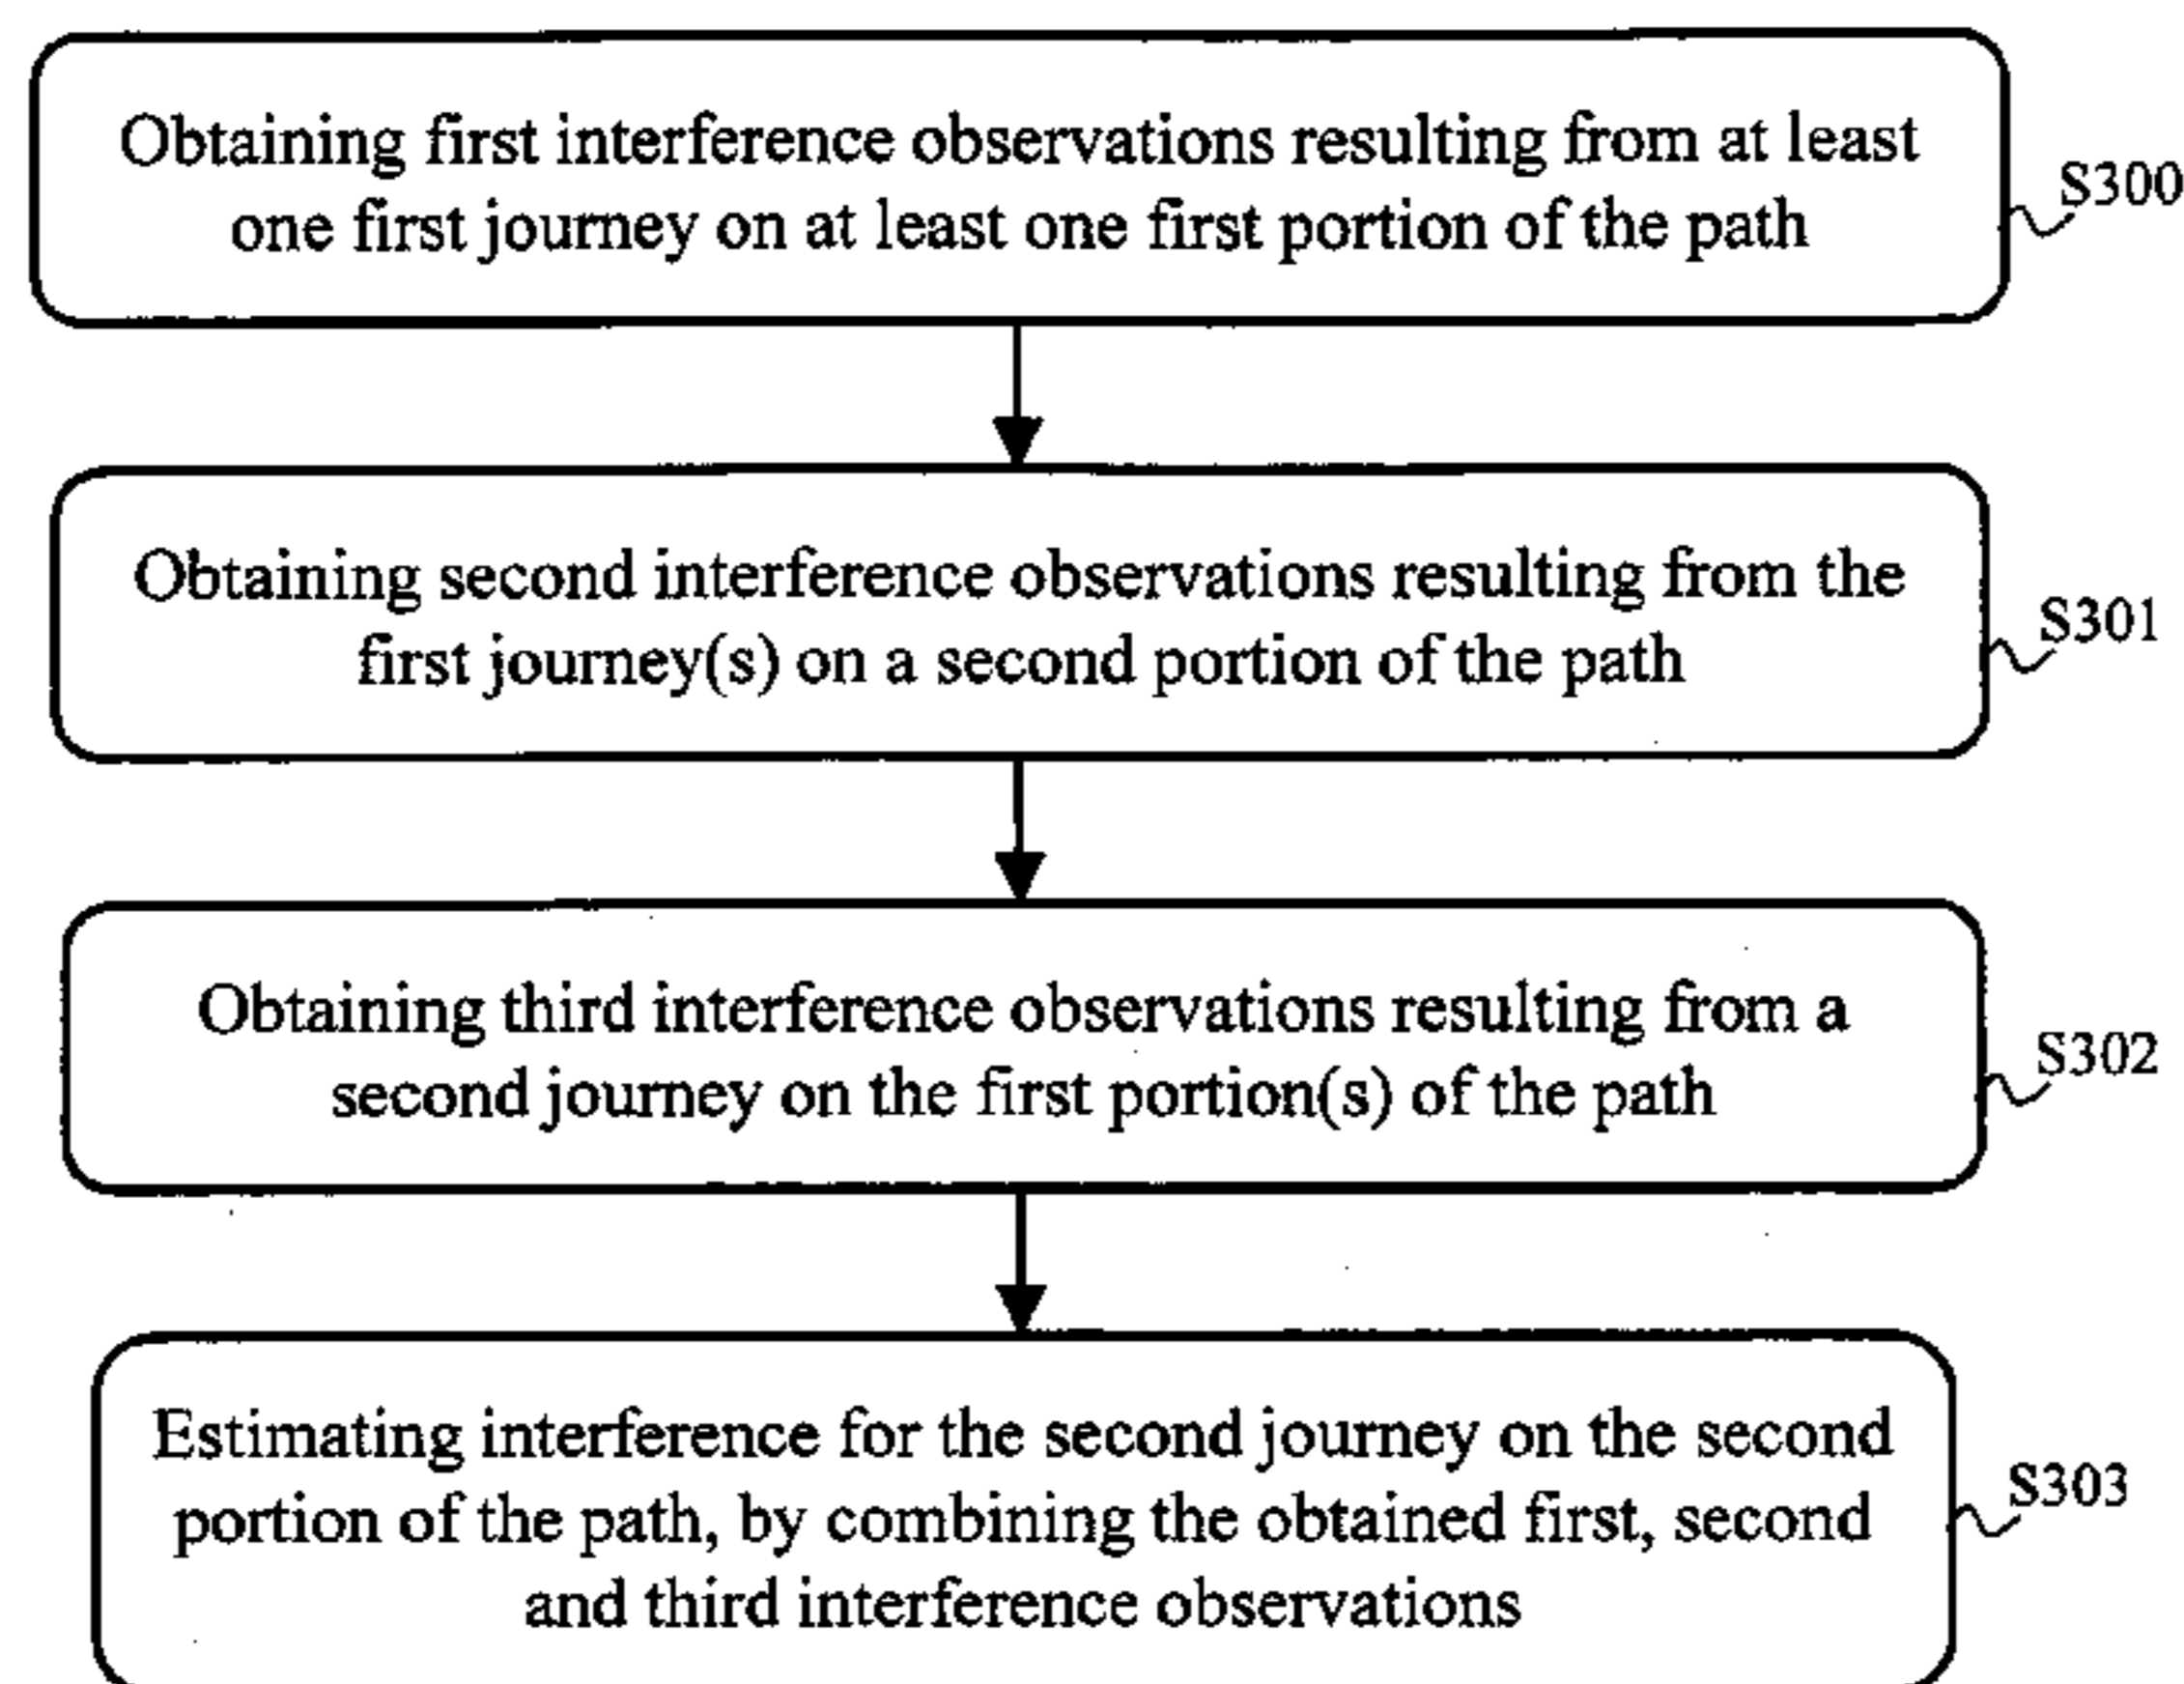 Obtaining first interference observations resulting from at least
one first journey on at least one first portion of the path
S300
Obtaining second interference observations resulting from the
first journey(s) on a second portion of the path
S301
Obtaining third interference observations resulting from a
second journey on the first portion(s) of the path
S302
Estimating interference for the second journey on the second
portion of the path, by combining the obtained first, second
and third interference observations
S303